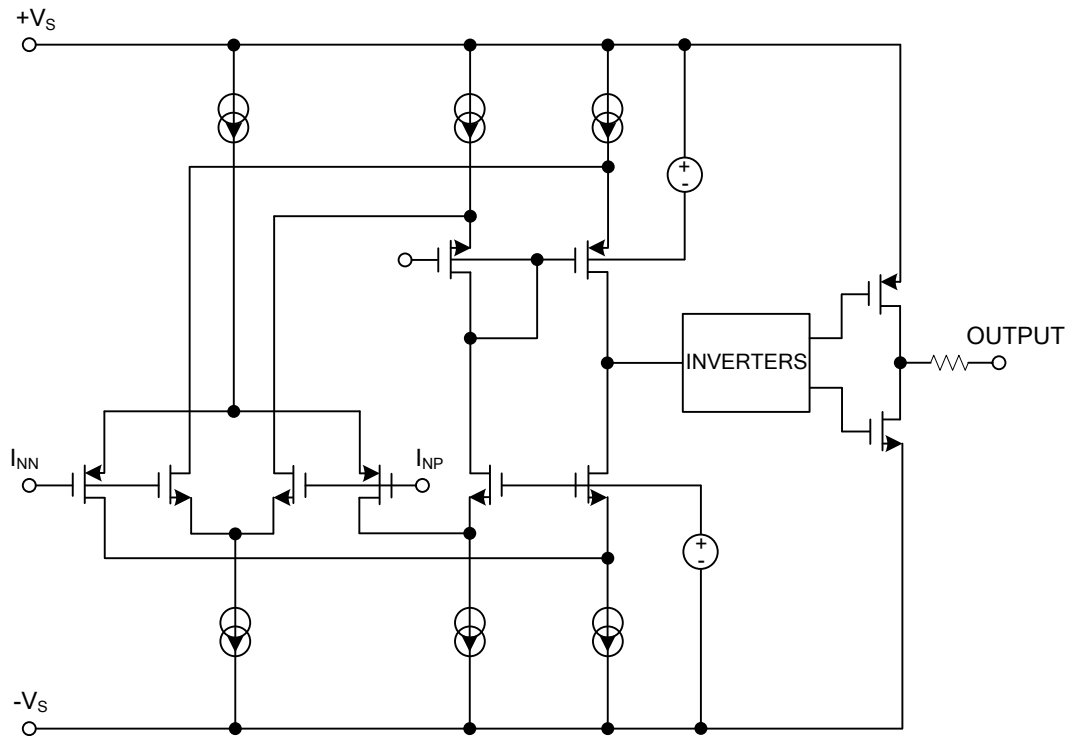 +VS
+
-
OUTPUT
INVERTERS
INN
INP
+
-
-VS